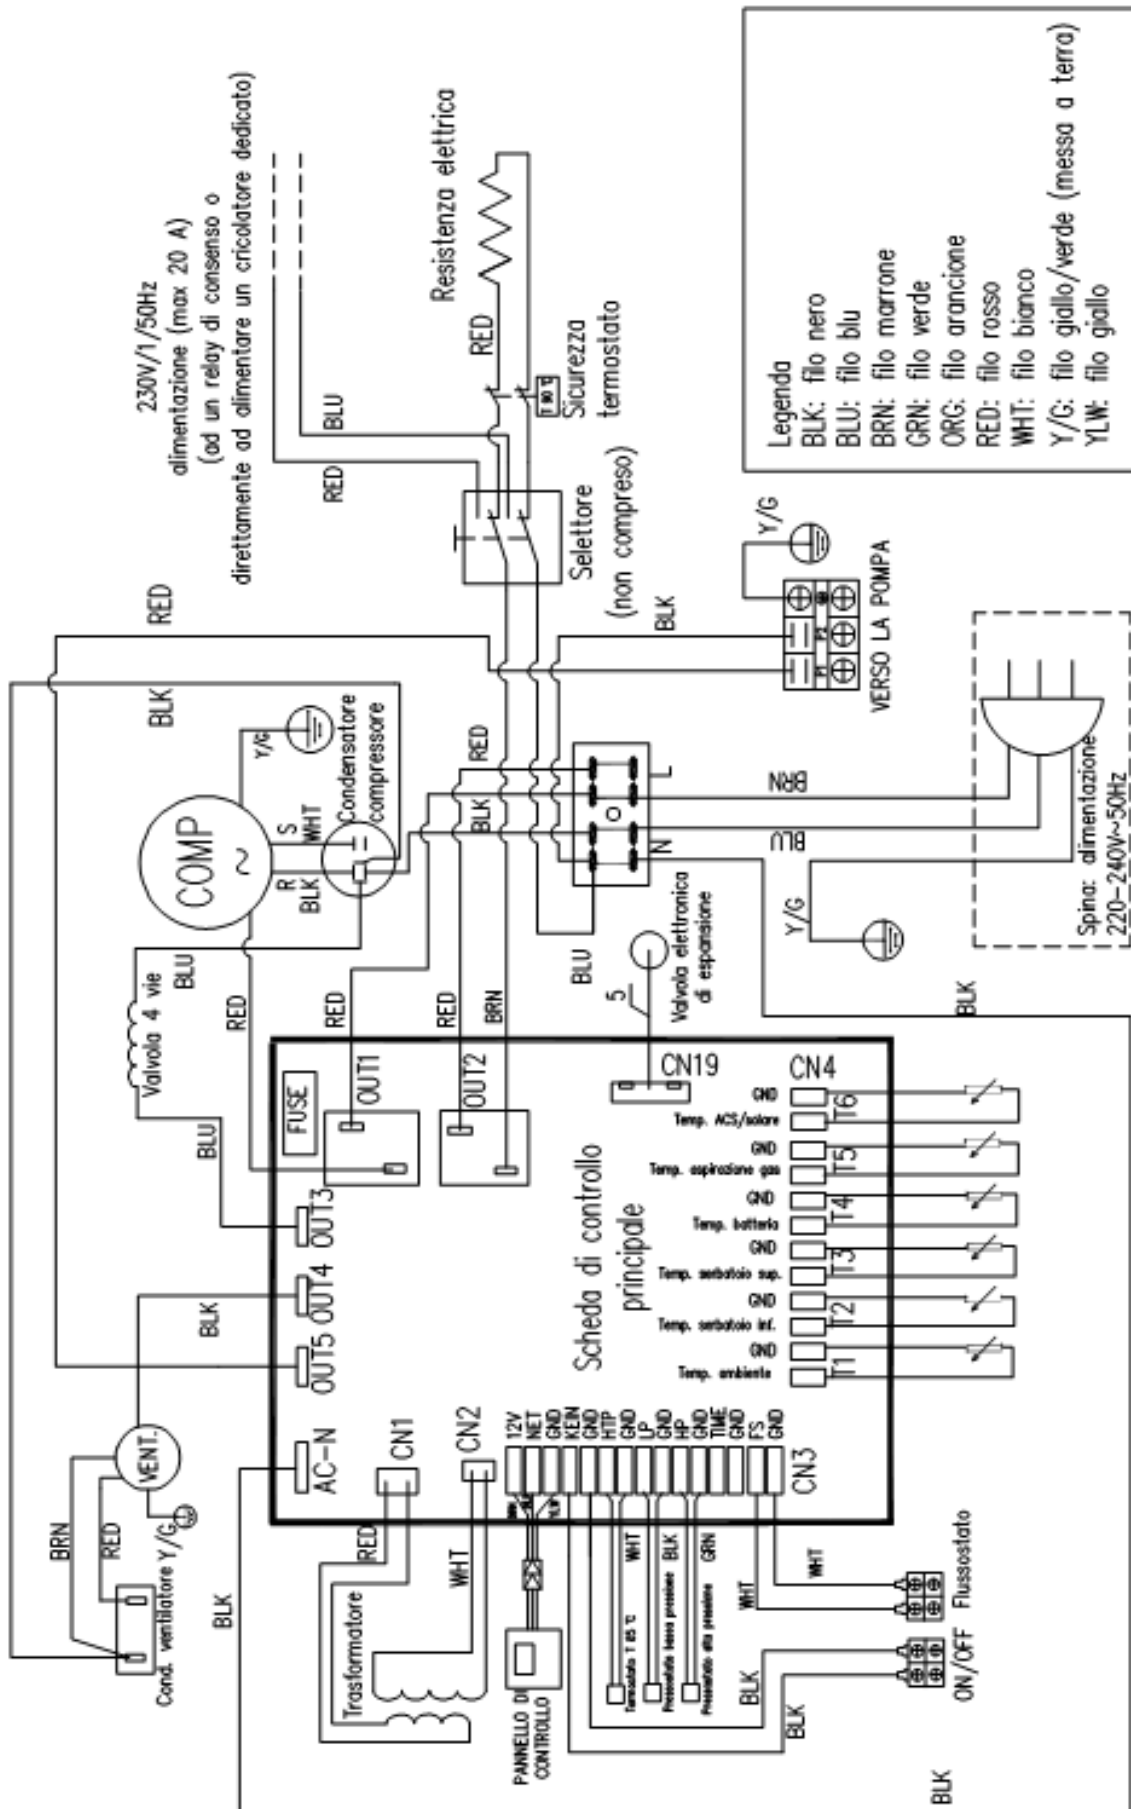 230V/1/50Hz
alimentazione (max 20 A)
(ad un relay di consenso o
direttamente ad alimentare un cricolatore dedicato)
RED
BLU
Resistenza elettrica
RED
T 90 ℃
Sicurezza
termostato
Selettore
(non compreso)
Legenda
BLK: filo nero
BLU: filo blu
BRN: filo marrone
GRN: filo verde
ORG: filo arancione
RED: filo rosso
WHT: filo bianco
Y/G: filo giallo/verde (messa a terra)
YLW: filo giallo
RED
BLK
COMP
~
Y/G
S
WHT
R
BLK
Condensatore
compressore
RED
BLK
BLK
Y/G
P1
P2
VERSO LA POMPA
L
N
BRN
BLU
Y/G
Spina: alimentazione
220-240V~50Hz
Valvola 4 vie
BLU
RED
BLU
RED
RED
BRN
BLU
5
Valvola elettronica
di espansione
BLK
FUSE
OUT1
OUT2
OUT3
OUT4
OUT5
AC-N
CN19
CN4
Scheda di controllo
principale
GND
Temp. ACS/solare
T6
GND
Temp. aspirazione gas
T5
GND
Temp. batteria
T4
GND
Temp. serbatoio sup.
T3
GND
Temp. serbatoio inf.
T2
GND
Temp. ambiente
T1
BLK
VENT.
BRN
RED
Y/G
Cond. ventilatore
BLK
CN1
CN2
RED
WHT
Trasformatore
12V
NET
GND
KEIN
GND
HTP
GND
LP
GND
HP
GND
TIME
GND
FS
GND
CN3
BRN
YLW
PANNELLO DI
CONTROLLO
WHT
Termostato T 85 ℃
BLK
Pressostato bassa pressione
GRN
Pressostato alta pressione
WHT
WHT
BLK
BLK
Flussostato
ON/OFF
BLK